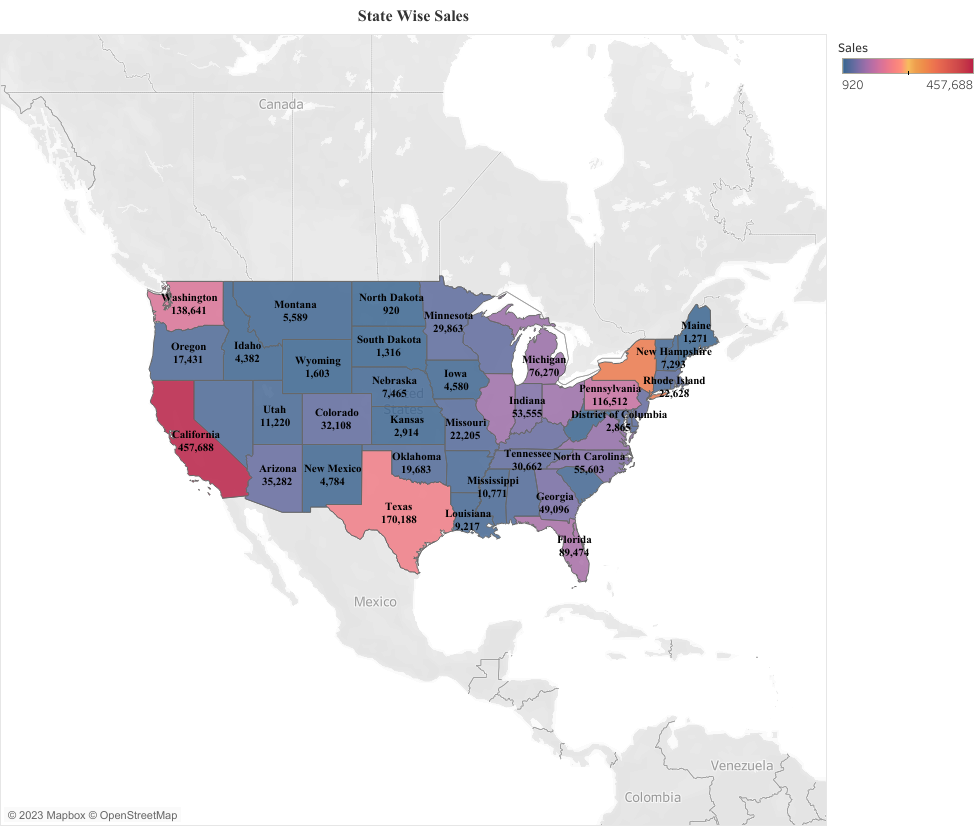 State Wise Sales
Sales
920
457,688
Canada
Washington
138,641
Montana
5,589
North Dakota
920
Minnesota
29,863
Maine
1,271
Oregon
17,431
Idaho
4,382
Wyoming
1,603
South Dakota
1,316
Michigan
76,270
New Hampshire
7,293
Nebraska
7,465
Iowa
4,580
Pennsylvania
116,512
Rhode Island
22,628
United
States
Utah
11,220
Colorado
32,108
Kansas
2,914
Missouri
22,205
Indiana
53,555
District of Columbia
2,865
California
457,688
Arizona
35,282
New Mexico
4,784
Oklahoma
19,683
Tennessee
30,662
North Carolina
55,603
Mississippi
10,771
Georgia
49,096
Texas
170,188
Louisiana
9,217
Florida
89,474
Mexico
Venezuela
Colombia
© 2023 Mapbox © OpenStreetMap